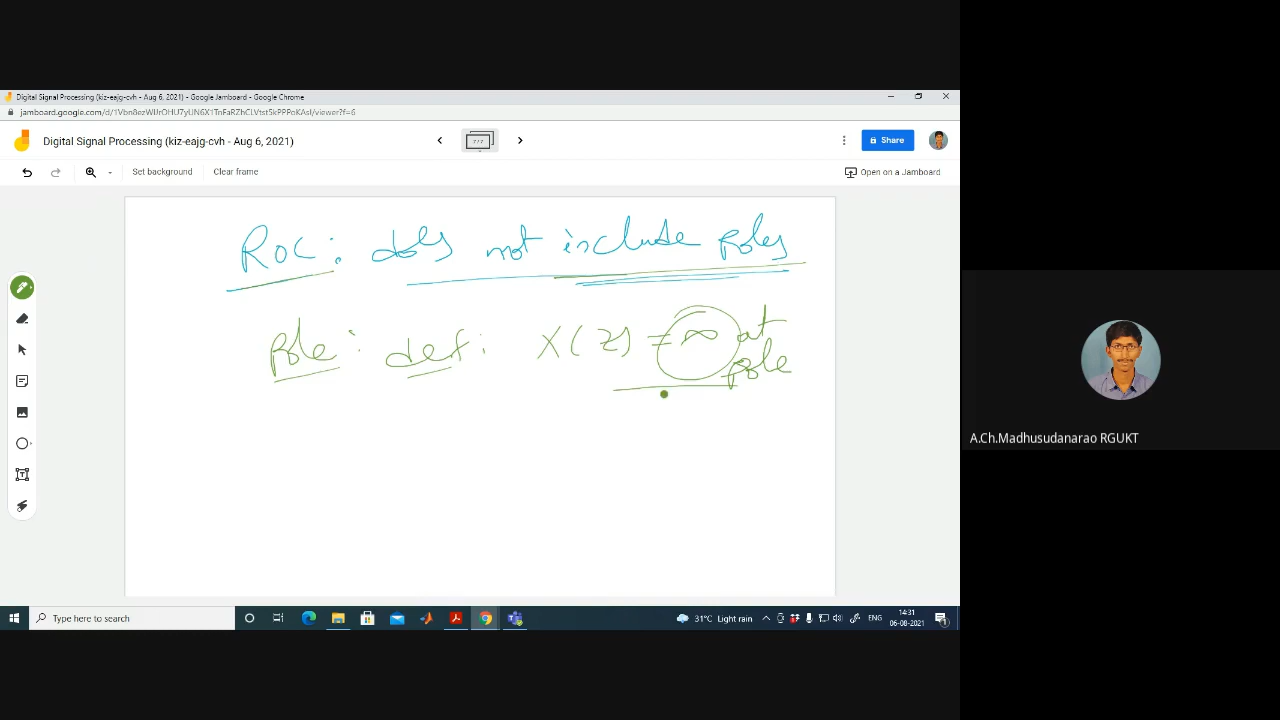 Digital Signal Processing (kiz-eajg-cvh - Aug 6, 2021) - Google Jamboard - Google Chrome
Digital Signal Processing (kiz-eajg-cvh - Aug 6, 2021)
Share
Set background
Clear frame
Open on a Jamboard
ROC: does not include poles
pole: def: X(Z) = ∞ at pole
A.Ch.Madhusudanarao RGUKT
Type here to search
31°C Light rain
ENG
14:31
06-08-2021